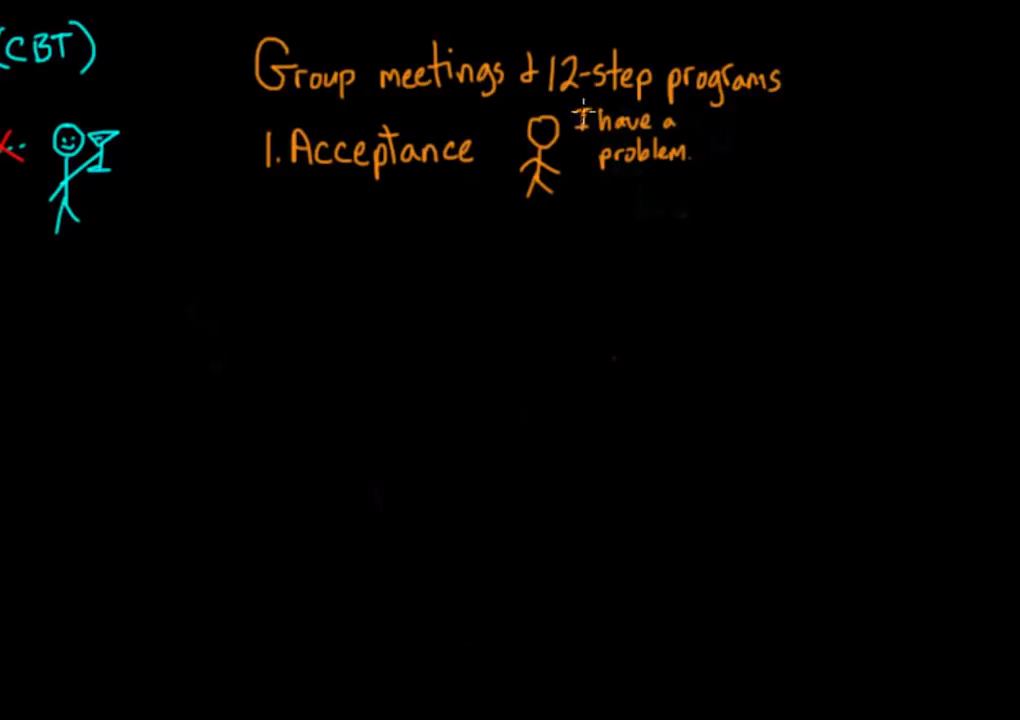 (CBT)
Group meetings & 12-step programs
1. Acceptance
I have a
problem.